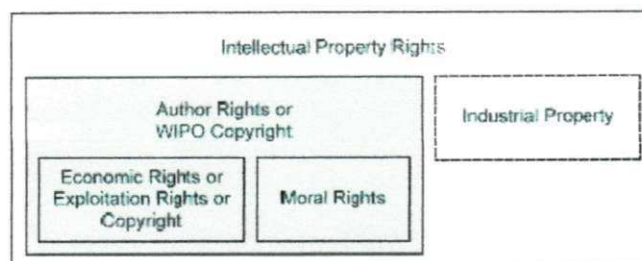 Intellectual Property Rights
Author Rights or
WIPO Copyright
Industrial Property
Economic Rights or
Exploitation Rights or
Copyright
Moral Rights